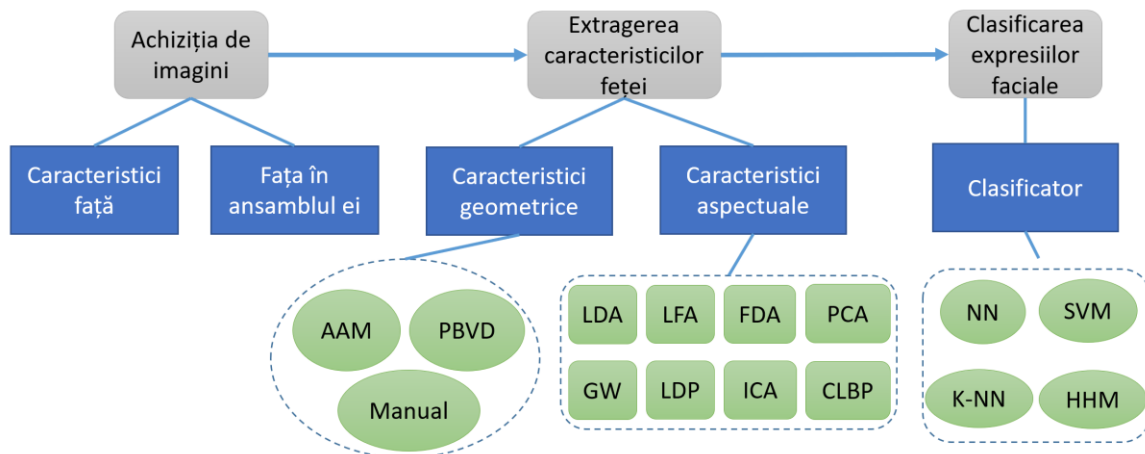 Achiziția de
imagini
Extragerea
caracteristicilor
feței
Clasificarea
expresiilor
faciale
Caracteristici
față
Fața în
ansamblul ei
Caracteristici
geometrice
Caracteristici
aspectuale
Clasificator
AAM
PBVD
Manual
LDA
LFA
FDA
PCA
GW
LDP
ICA
CLBP
NN
SVM
K-NN
HHM